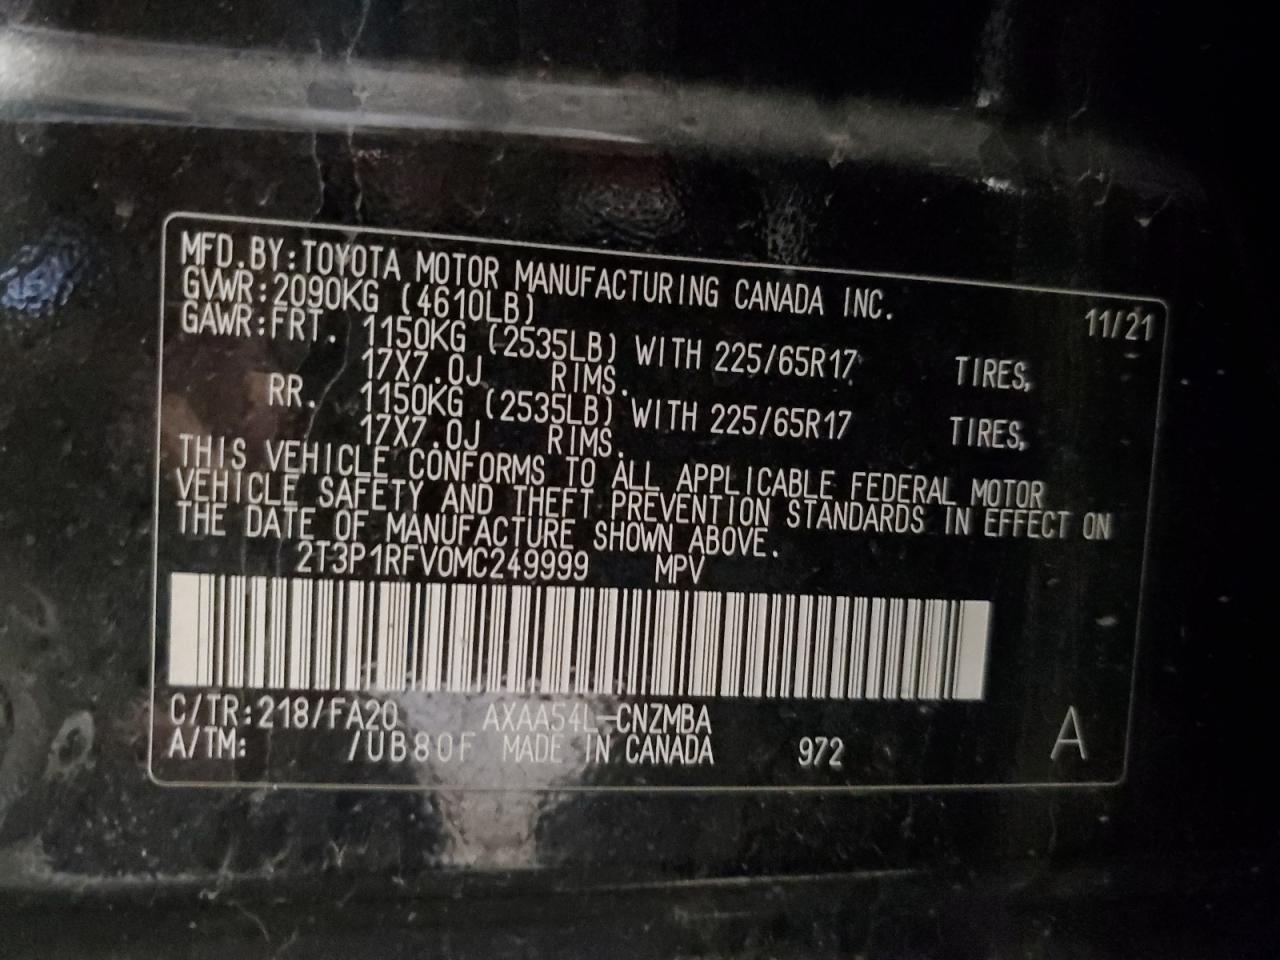 MFD.BY:TOYOTA MOTOR MANUFACTURING CANADA INC.
GVWR:2090KG (4610LB) 11/21
GAWR:FRT. 1150KG (2535LB) WITH 225/65R17 TIRES,
17X7.0J RIMS.
RR. 1150KG (2535LB) WITH 225/65R17 TIRES,
17X7.0J RIMS.
THIS VEHICLE CONFORMS TO ALL APPLICABLE FEDERAL MOTOR
VEHICLE SAFETY AND THEFT PREVENTION STANDARDS IN EFFECT ON
THE DATE OF MANUFACTURE SHOWN ABOVE.
2T3P1RFV0MC249999 MPV
C/TR:218/FA20 AXAA54L-CNZMBA
A/TM: /UB80F MADE IN CANADA 972 A